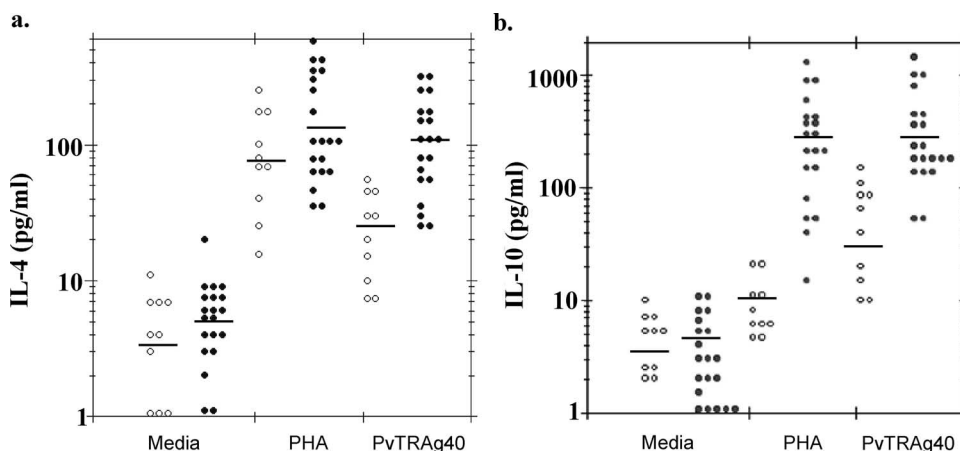 a.
IL-4 (pg/ml)
100
10
1
Media PHA PvTRAg40
b.
IL-10 (pg/ml)
1000
100
10
1
Media PHA PvTRAg40